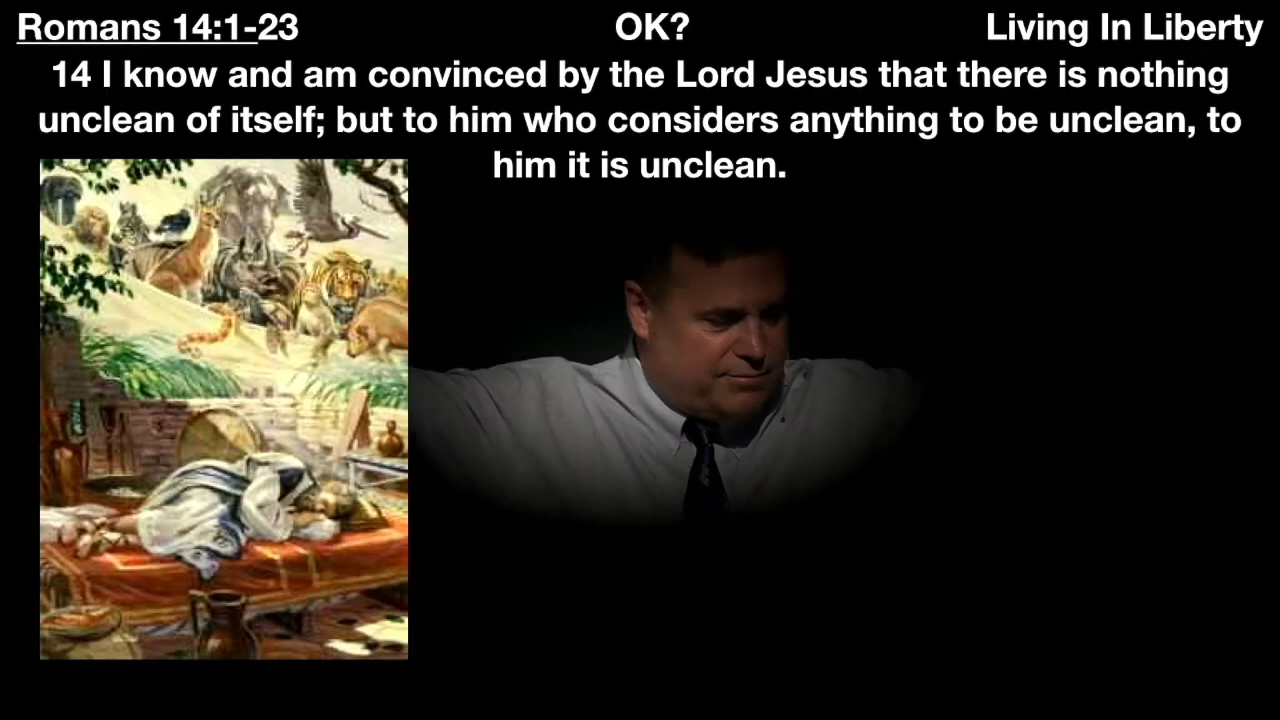 Romans 14:1-23 OK? Living In Liberty
14 I know and am convinced by the Lord Jesus that there is nothing
unclean of itself; but to him who considers anything to be unclean, to
him it is unclean.